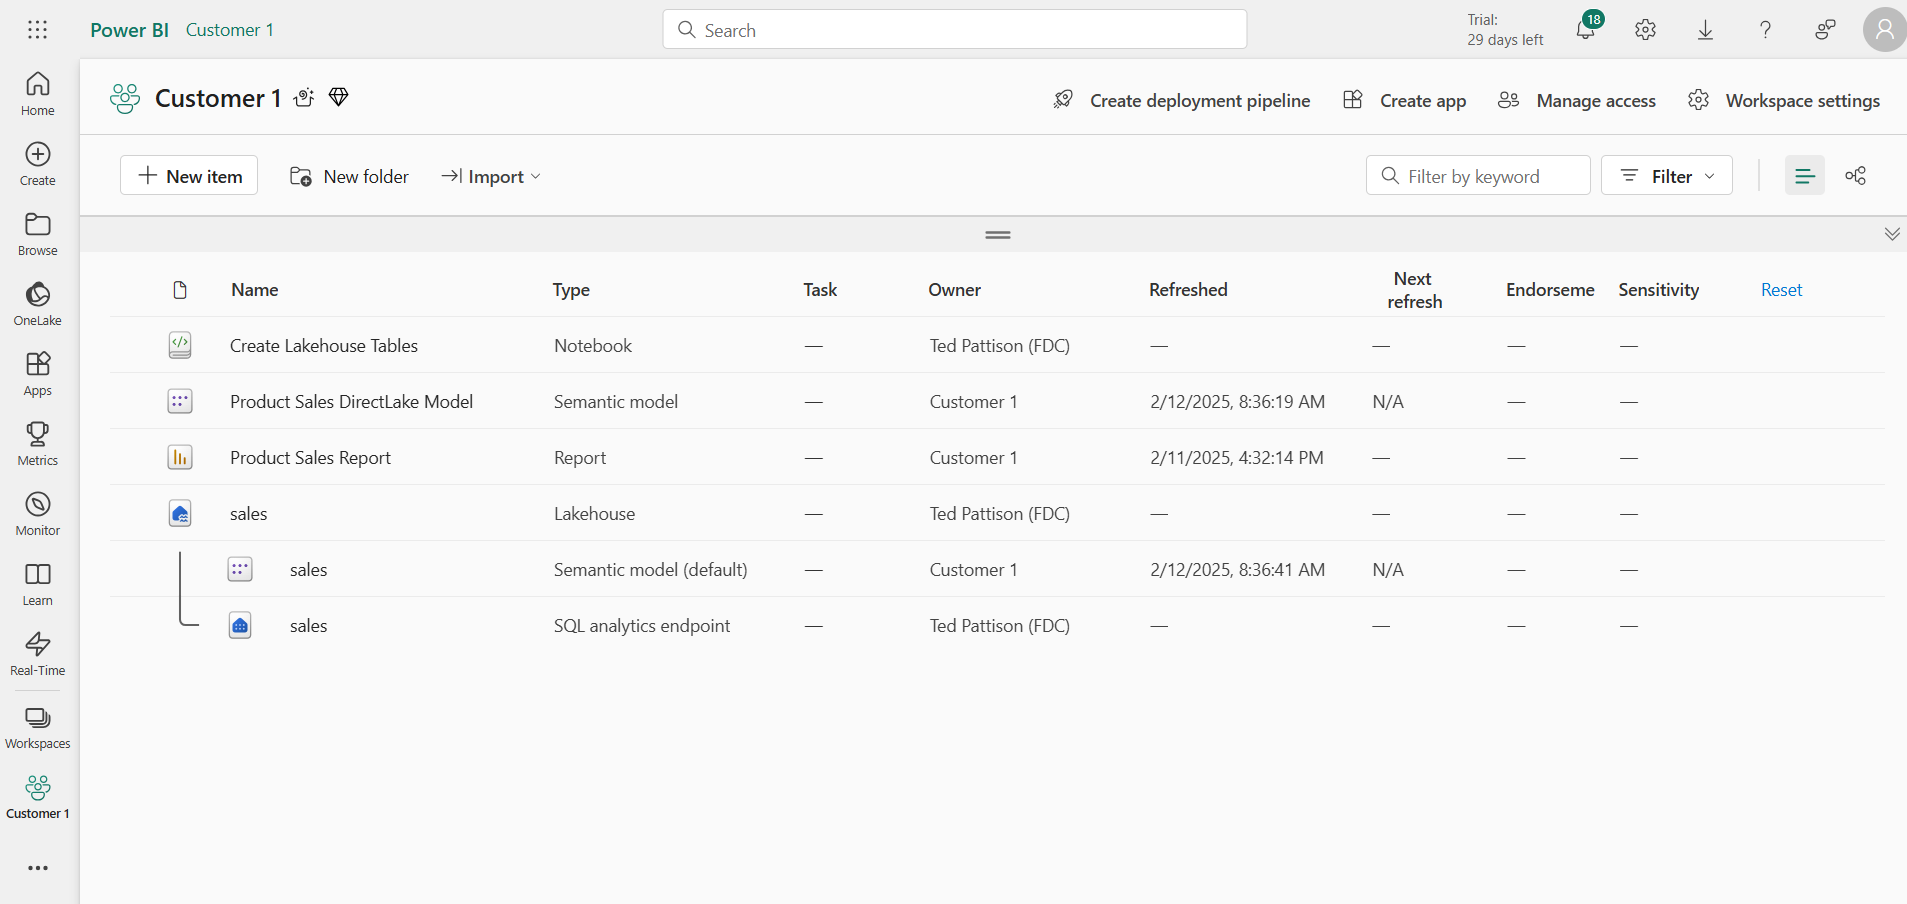 Power BI Customer 1
Search
Trial:
29 days left
18
Home
Create
Browse
OneLake
Apps
Metrics
Monitor
Learn
Real-Time
Workspaces
Customer 1
Customer 1
Create deployment pipeline
Create app
Manage access
Workspace settings
New item
New folder
Import
Filter by keyword
Filter
Name Type Task Owner Refreshed Next refresh Endorseme Sensitivity Reset
Create Lakehouse Tables Notebook — Ted Pattison (FDC) — — — —
Product Sales DirectLake Model Semantic model — Customer 1 2/12/2025, 8:36:19 AM N/A — —
Product Sales Report Report — Customer 1 2/11/2025, 4:32:14 PM — — —
sales Lakehouse — Ted Pattison (FDC) — — — —
sales Semantic model (default) — Customer 1 2/12/2025, 8:36:41 AM N/A — —
sales SQL analytics endpoint — Ted Pattison (FDC) — — — —